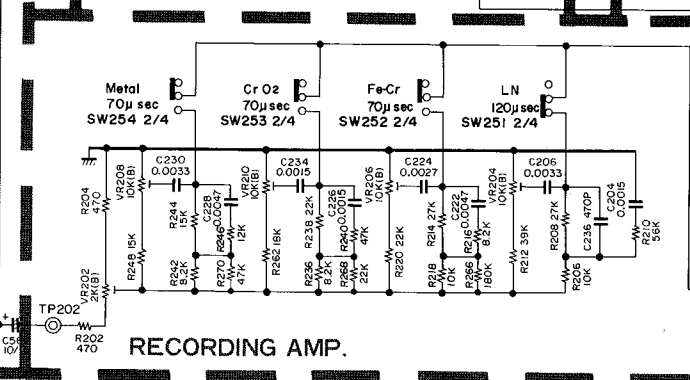 Metal
70μ sec
SW254 2/4
Cr O2
70μ sec
SW253 2/4
Fe-Cr
70μ sec
SW252 2/4
LN
120μ sec
SW251 2/4
R204
470
VR208
10K(B)
C230
0.0033
R244
15K
C228
0.0047
R246
12K
R248 15K
R242
8.2K
R270
47K
VR210
10K(B)
C234
0.0015
R238 22K
C226
0.0015
R240
47K
R262 18K
R236
8.2K
R268
22K
VR206
10K(B)
C224
0.0027
R214 27K
C222
0.0047
R216
8.2K
R220 22K
R218
10K
R266
180K
VR204
10K(B)
C206
0.0033
R208 27K
C236 470P
C204
0.0015
R210
56K
R212 39K
R206
10K
VR202
2K(B)
TP202
R202
470
+
10/
RECORDING AMP.